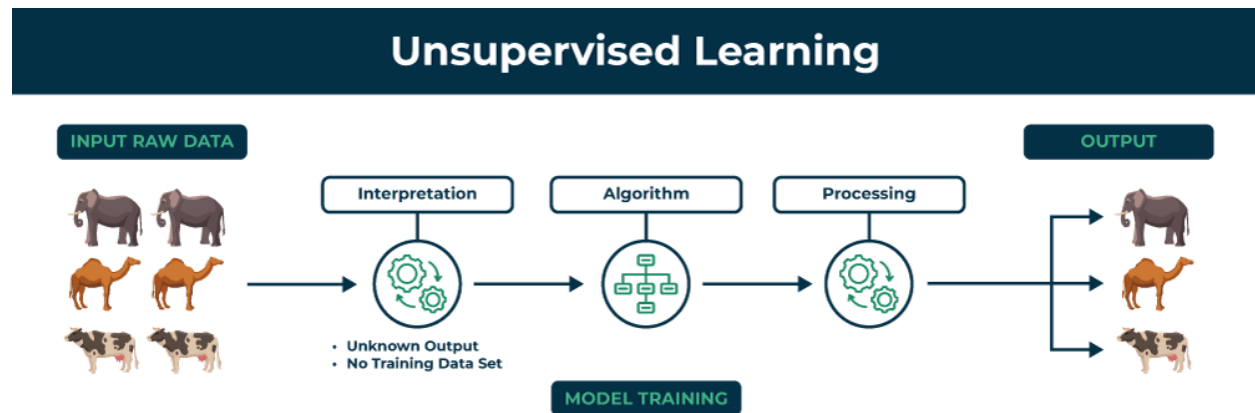 Unsupervised Learning
INPUT RAW DATA
OUTPUT
Interpretation
Algorithm
Processing
• Unknown Output
• No Training Data Set
MODEL TRAINING